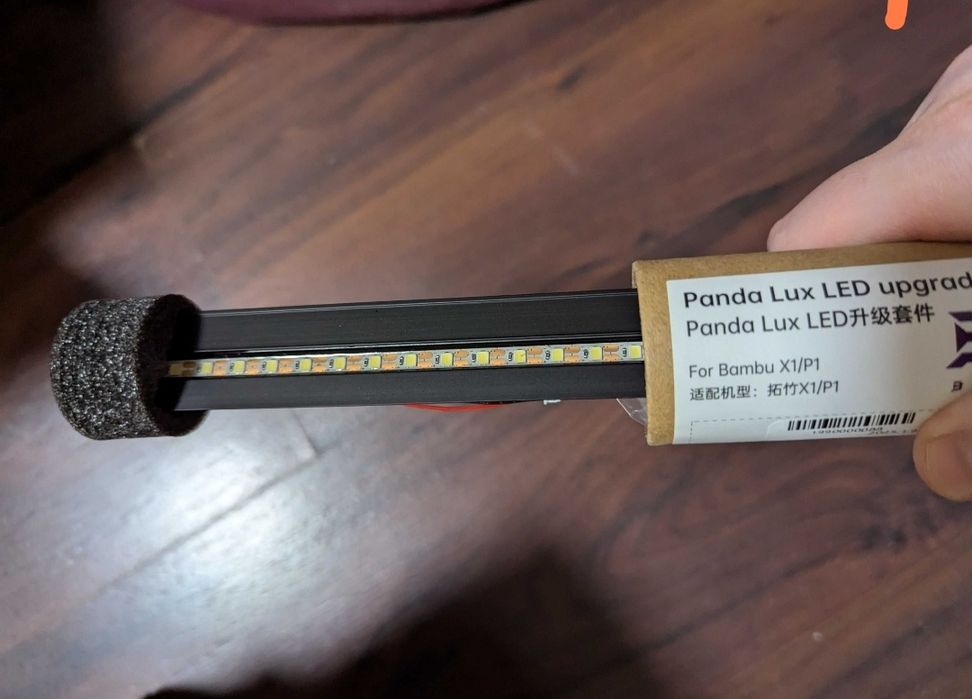 Panda Lux LED upgrad
Panda Lux LED升级套件
For Bambu X1/P1
适配机型：拓竹X1/P1